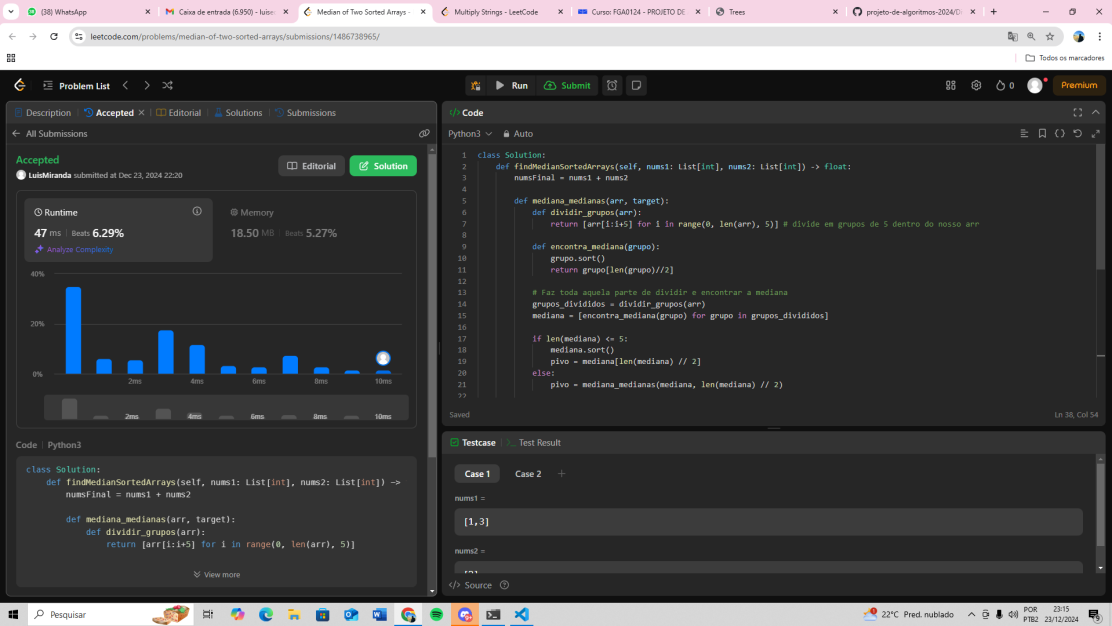 (38) WhatsApp
Caixa de entrada (6.950) - luise
Median of Two Sorted Arrays -
Multiply Strings - LeetCode
Curso: FGA0124 - PROJETO DE
Trees
projeto-de-algoritmos-2024/D
leetcode.com/problems/median-of-two-sorted-arrays/submissions/1486738965/
Todos os marcadores
Problem List
Run
Submit
0
Premium
Description
Accepted
Editorial
Solutions
Submissions
All Submissions
Accepted
LuisMiranda submitted at Dec 23, 2024 22:20
Editorial
Solution
Runtime
47 ms
Beats 6.29%
Analyze Complexity
Memory
18.50 MB
Beats 5.27%
40%
20%
0%
2ms
4ms
6ms
8ms
10ms
2ms
4ms
6ms
8ms
10ms
Code
Python3
class Solution:
def findMedianSortedArrays(self, nums1: List[int], nums2: List[int]) ->
numsFinal = nums1 + nums2
def mediana_medianas(arr, target):
def dividir_grupos(arr):
return [arr[i:i+5] for i in range(0, len(arr), 5)]
View more
</> Code
Python3
Auto
1 class Solution:
2 def findMedianSortedArrays(self, nums1: List[int], nums2: List[int]) -> float:
3 numsFinal = nums1 + nums2
4
5 def mediana_medianas(arr, target):
6 def dividir_grupos(arr):
7 return [arr[i:i+5] for i in range(0, len(arr), 5)] # divide em grupos de 5 dentro do nosso arr
8
9 def encontra_mediana(grupo):
10 grupo.sort()
11 return grupo[len(grupo)//2]
12
13 # Faz toda aquela parte de dividir e encontrar a mediana
14 grupos_divididos = dividir_grupos(arr)
15 mediana = [encontra_mediana(grupo) for grupo in grupos_divididos]
16
17 if len(mediana) <= 5:
18 mediana.sort()
19 pivo = mediana[len(mediana) // 2]
20 else:
21 pivo = mediana_medianas(mediana, len(mediana) // 2)
22
Saved
Ln 38, Col 54
Testcase
Test Result
Case 1
Case 2
nums1 =
[1,3]
nums2 =
[2]
</> Source
Pesquisar
22°C Pred. nublado
POR
PTB2
23:15
23/12/2024